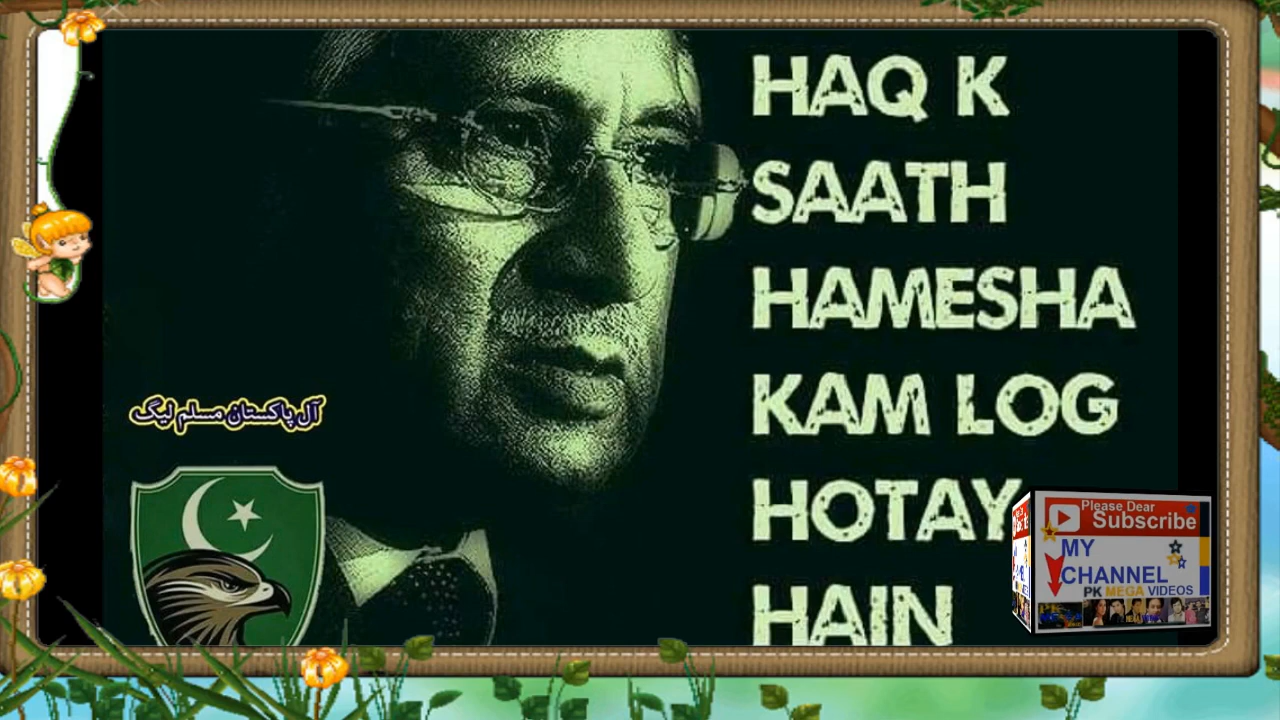 HAQ K
SAATH
HAMESHA
KAM LOG
HOTAY
HAIN
آل پاکستان مسلم لیگ
Please Dear
Subscribe
MY
CHANNEL
PK MEGA VIDEOS